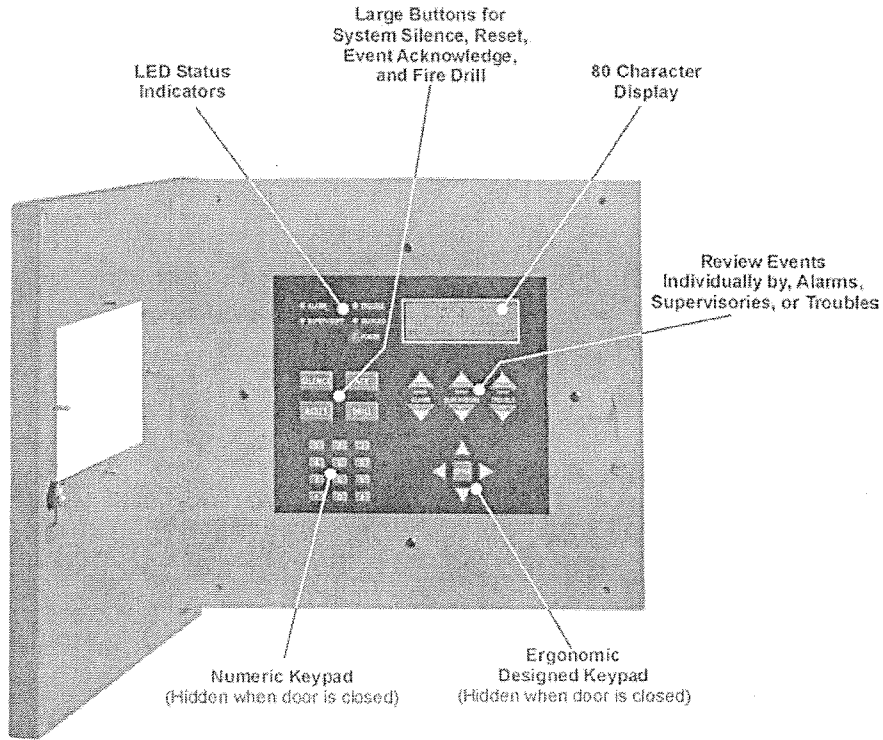 Large Buttons for
System Silence, Reset,
Event Acknowledge,
and Fire Drill
LED Status
Indicators
80 Character
Display
Review Events
Individually by, Alarms,
Supervisories, or Troubles
SILENCE
DRILL
Numeric Keypad
(Hidden when door is closed)
Ergonomic
Designed Keypad
(Hidden when door is closed)